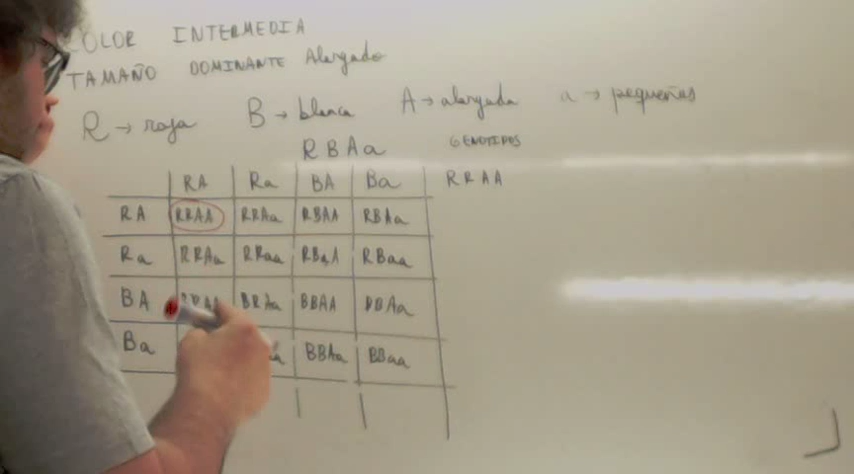 COLOR INTERMEDIA
TAMAÑO DOMINANTE Alargado
R → roja B → blanca A → alargada a → pequeñas
RBAa GENOTIPOS
RA Ra BA Ba RRAA
RA RRAA RRAa RBAA RBAa
Ra RRAa RRaa RBaA RBaa
BA BRAa BBAA BBAa
Ba BBAa BBaa